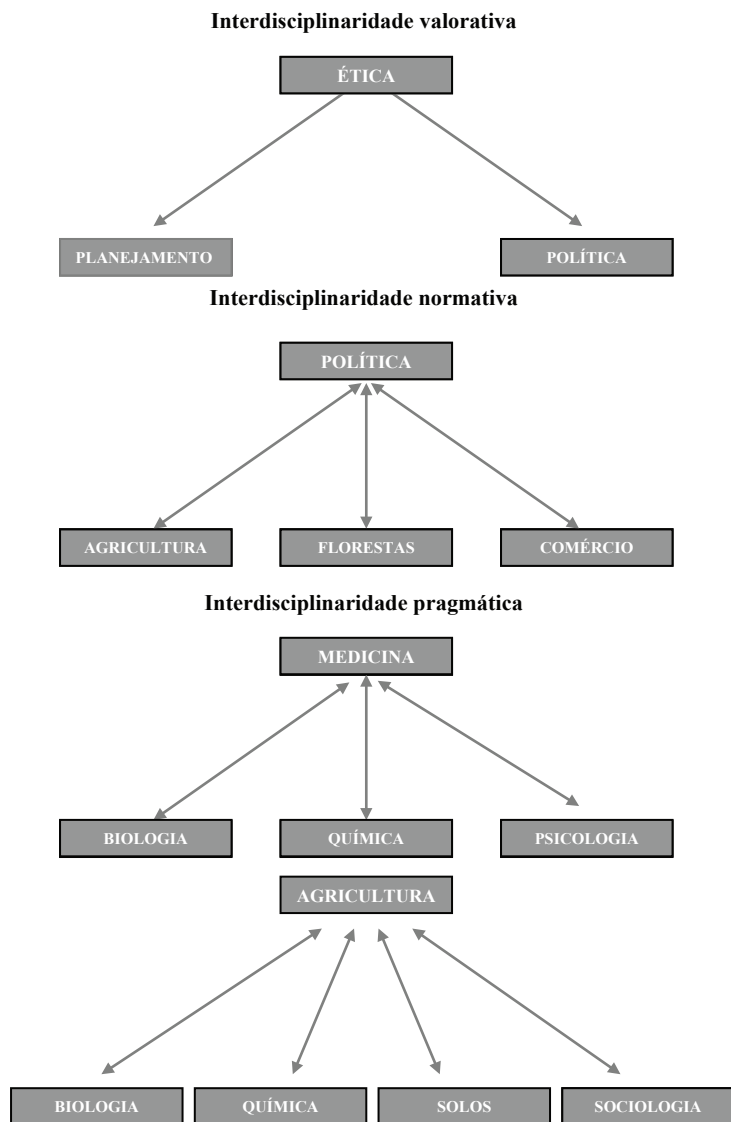 Interdisciplinaridade valorativa
ÉTICA
PLANEJAMENTO
POLÍTICA
Interdisciplinaridade normativa
POLÍTICA
AGRICULTURA
FLORESTAS
COMÉRCIO
Interdisciplinaridade pragmática
MEDICINA
BIOLOGIA
QUÍMICA
PSICOLOGIA
AGRICULTURA
BIOLOGIA
QUÍMICA
SOLOS
SOCIOLOGIA